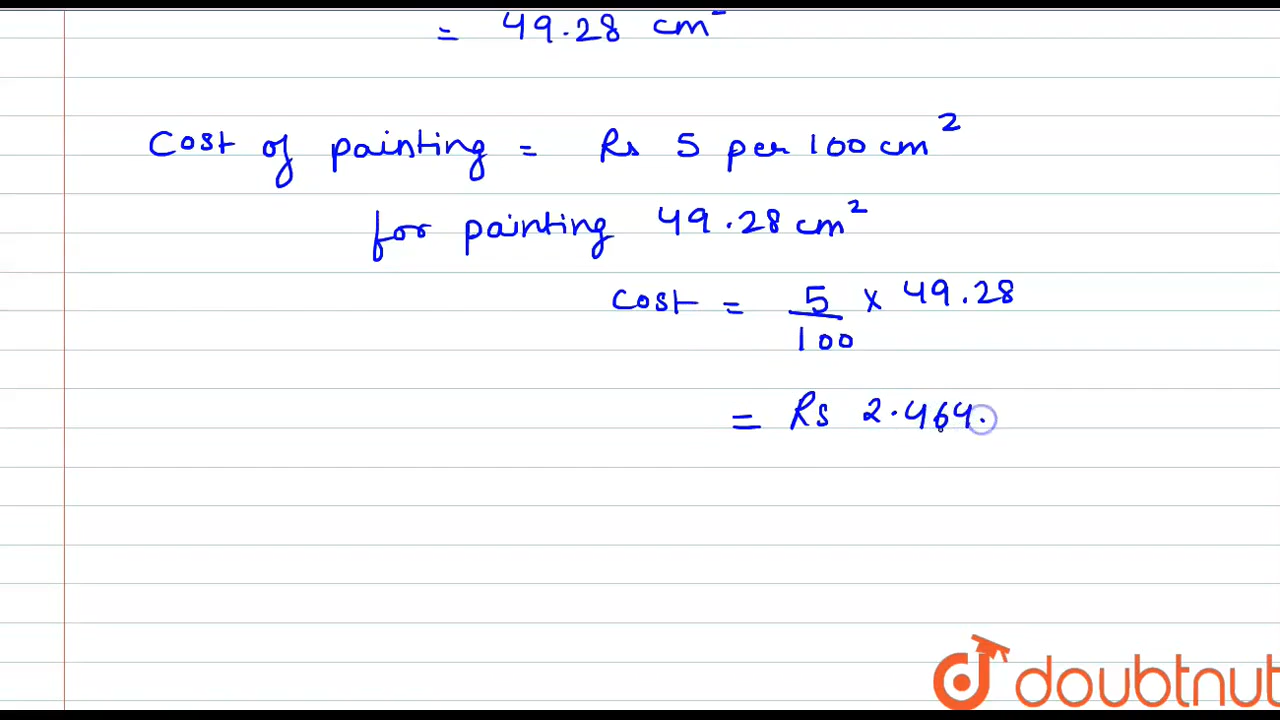 = 49.28 cm²
Cost of painting = Rs 5 per 100 cm²
for painting 49.28 cm²
Cost = 5/100 × 49.28
= Rs 2.464.
doubtnut